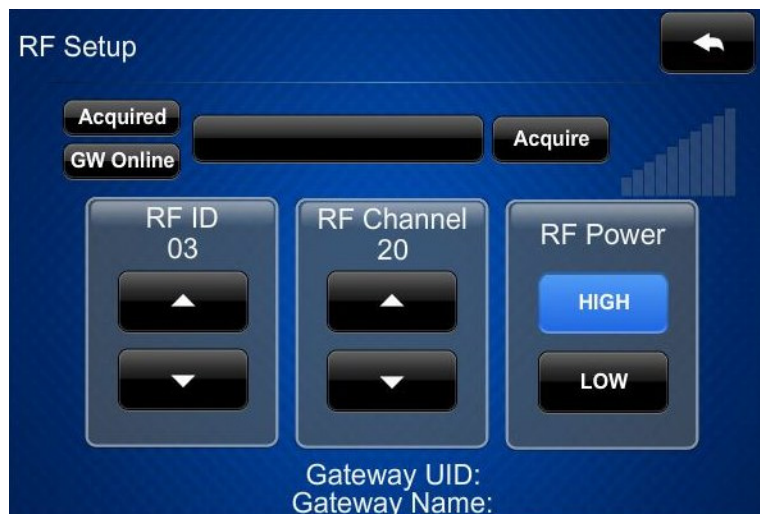 RF Setup
Acquired
GW Online
Acquire
RF ID
03
RF Channel
20
RF Power
HIGH
LOW
Gateway UID:
Gateway Name: